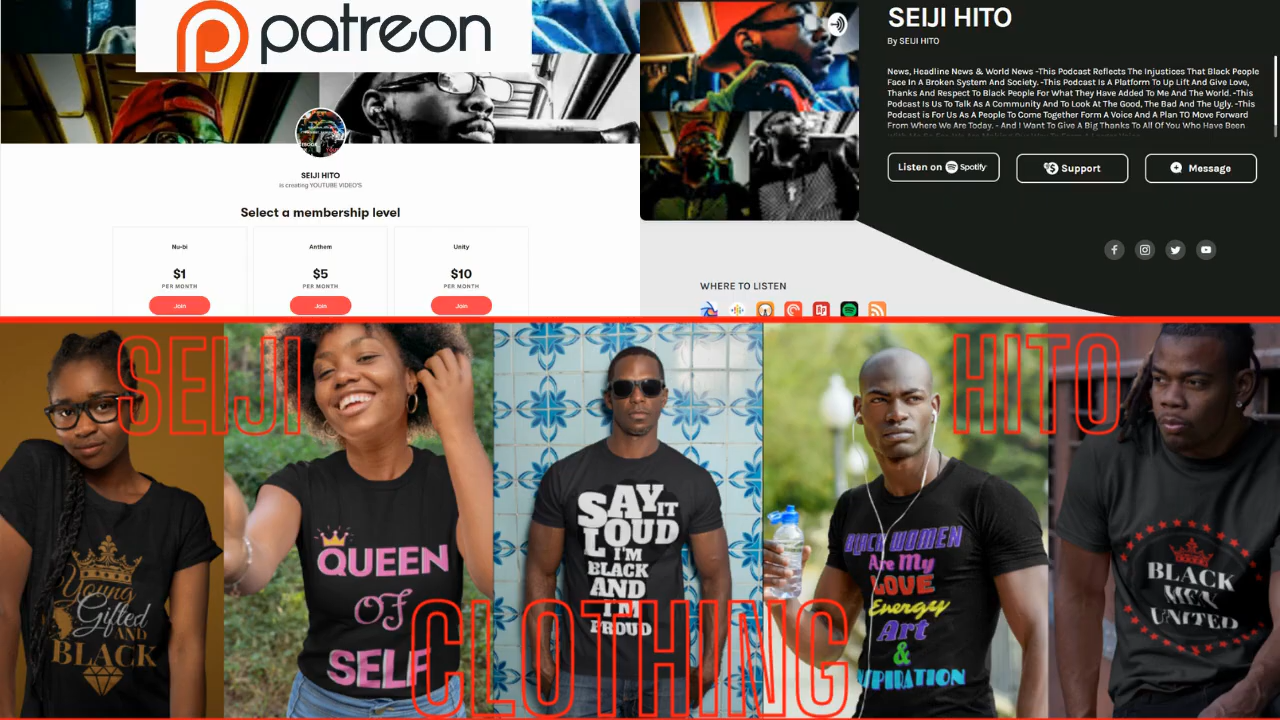 patreon
SEIJI HITO
is creating YOUTUBE VIDEO'S
Select a membership level
Nu-bi
Anthem
Unity
$1
$5
$10
PER MONTH
PER MONTH
PER MONTH
Join
Join
Join
SEIJI HITO
By SEIJI HITO
News, Headline News & World News -This Podcast Reflects The Injustices That Black People
Face In A Broken System And Society. -This Podcast Is A Platform To Up Lift And Give Love,
Thanks And Respect To Black People For What They Have Added To Me And The World. -This
Podcast Is Us To Talk As A Community And To Look At The Good, The Bad And The Ugly. -This
Podcast Is For Us As A People To Come Together Form A Voice And A Plan TO Move Forward
From Where We Are Today. - And I Want To Give A Big Thanks To All Of You Who Have Been
Listen on Spotify
Support
Message
WHERE TO LISTEN
SEIJI
HITO
CLOTHING
Young
Gifted
AND
BLACK
QUEEN
OF
SELF
SAY IT
LOUD
I'M
BLACK
AND
I'M
PROUD
BLACK WOMEN
Are My
LOVE
Energy
Art
&
INSPIRATION
BLACK
MEN
UNITED